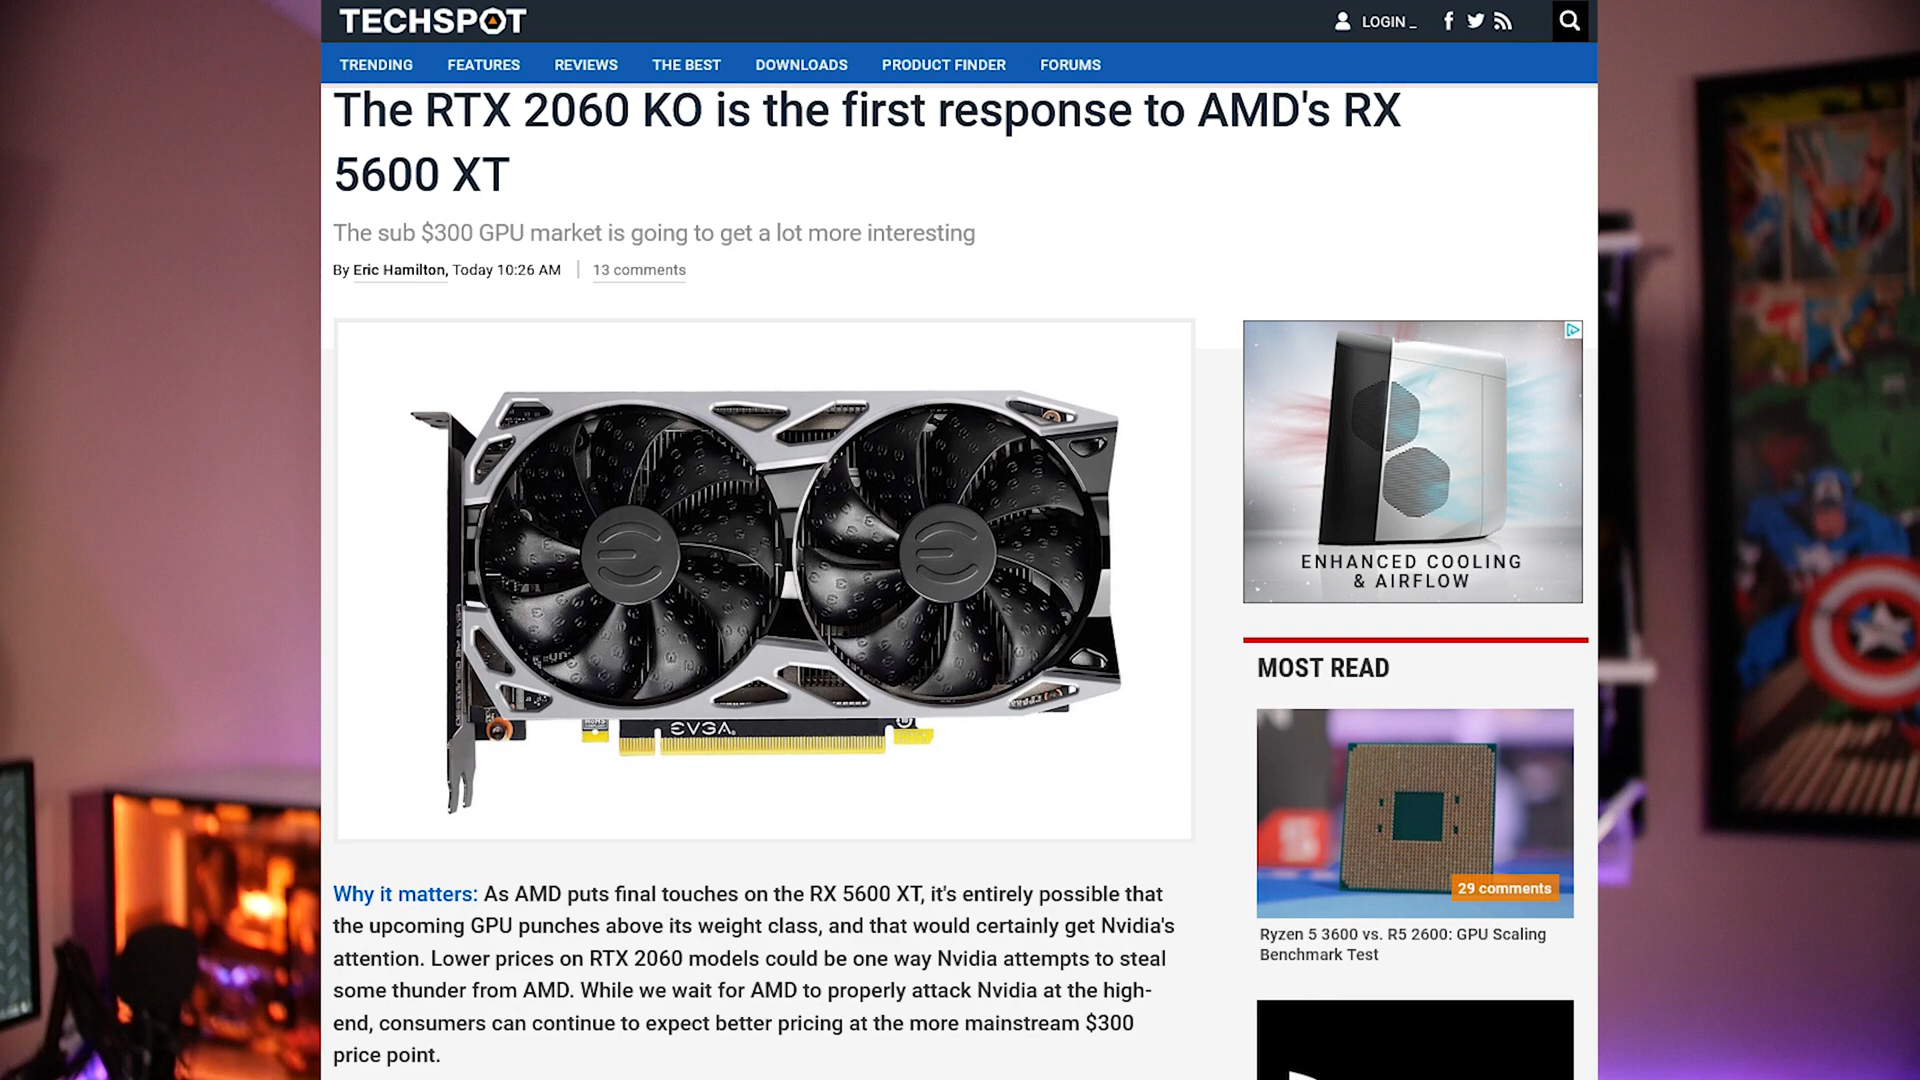 TECHSPOT
LOGIN_
TRENDING
FEATURES
REVIEWS
THE BEST
DOWNLOADS
PRODUCT FINDER
FORUMS
The RTX 2060 KO is the first response to AMD's RX
5600 XT
The sub $300 GPU market is going to get a lot more interesting
By Eric Hamilton, Today 10:26 AM
13 comments
EVGA
ENHANCED COOLING
& AIRFLOW
MOST READ
29 comments
Ryzen 5 3600 vs. R5 2600: GPU Scaling
Benchmark Test
Why it matters: As AMD puts final touches on the RX 5600 XT, it's entirely possible that
the upcoming GPU punches above its weight class, and that would certainly get Nvidia's
attention. Lower prices on RTX 2060 models could be one way Nvidia attempts to steal
some thunder from AMD. While we wait for AMD to properly attack Nvidia at the high-
end, consumers can continue to expect better pricing at the more mainstream $300
price point.